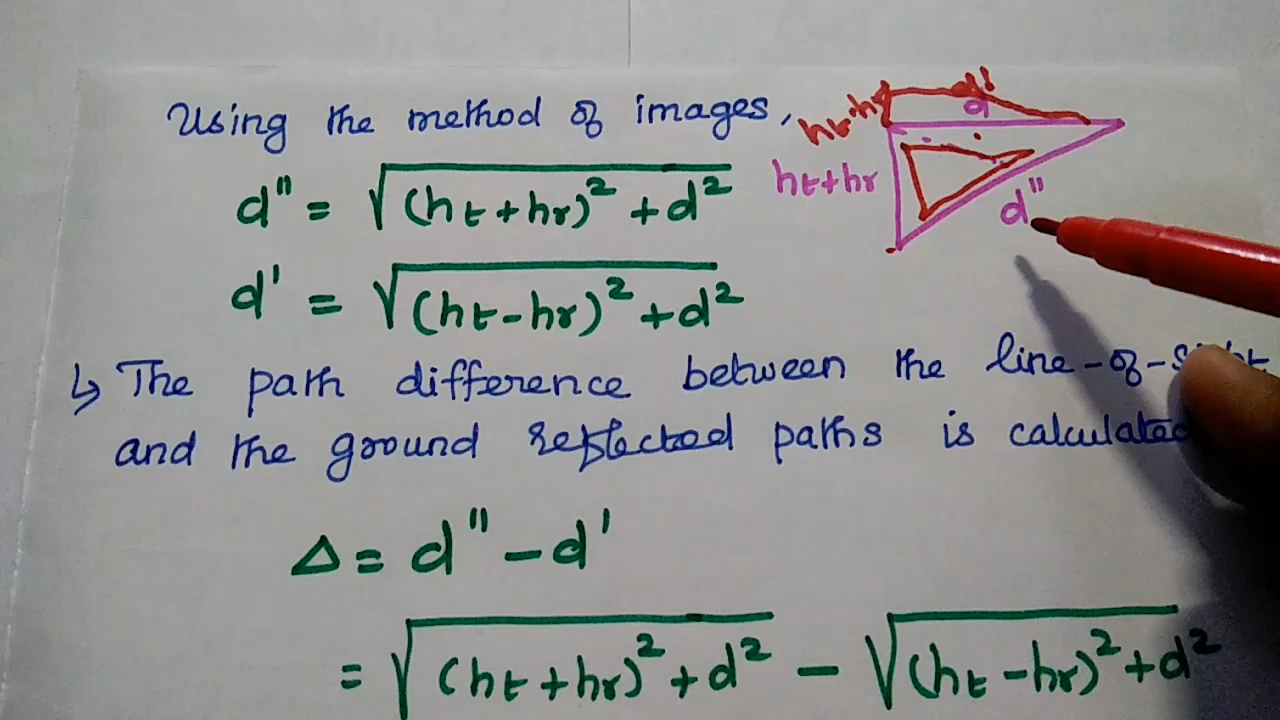 Using the method of images,
d'' = √(ht+hr)² + d²
d' = √(ht-hr)² + d²
d'
d
ht+hr
d''
↳ The path difference between the line-of-
and the ground reflected paths is calculated
Δ = d'' - d'
= √(ht+hr)² + d² - √(ht-hr)² + d²